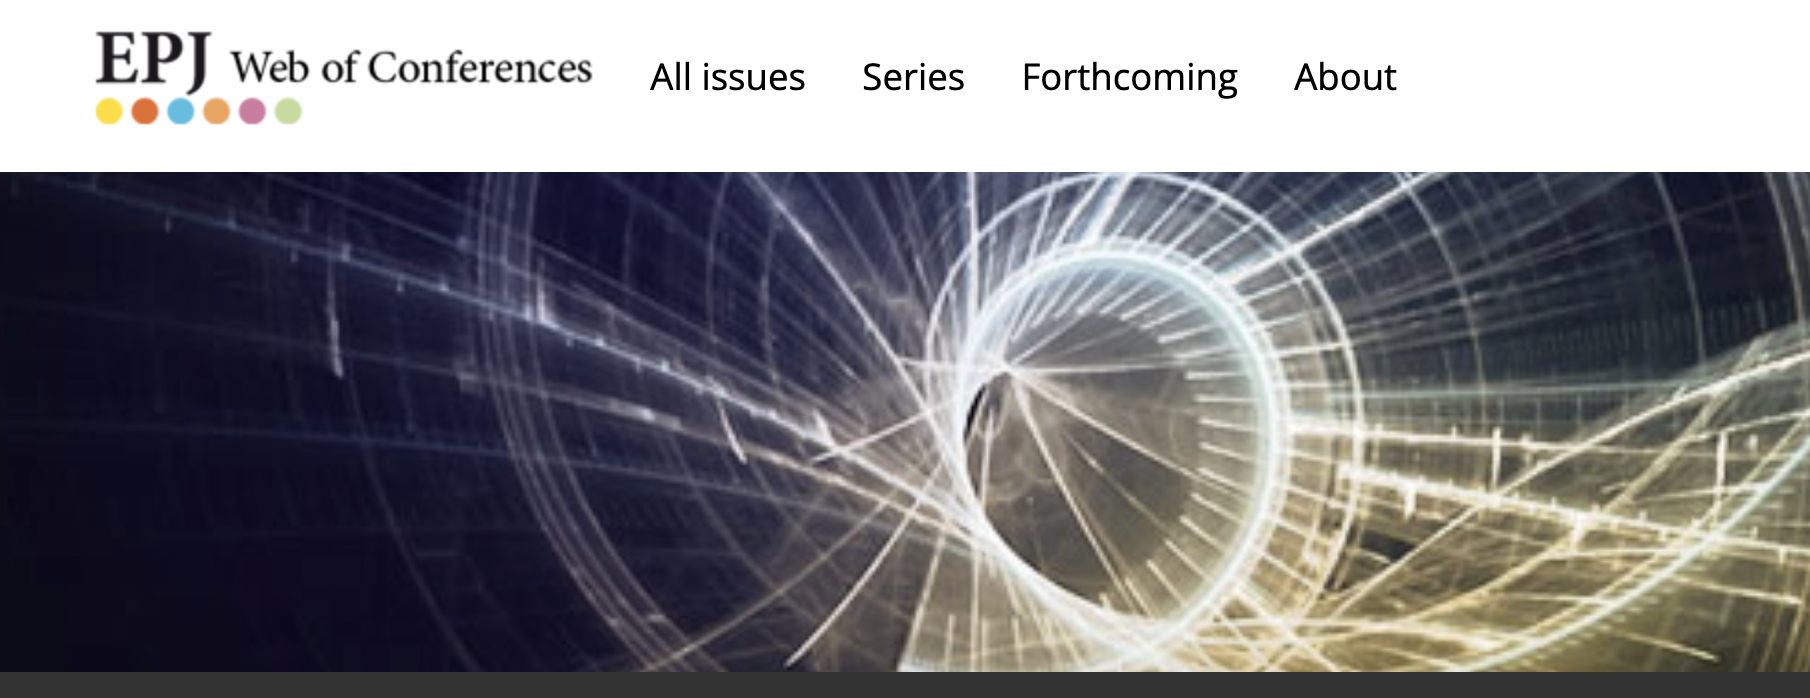 EPJ Web of Conferences
All issues Series Forthcoming About